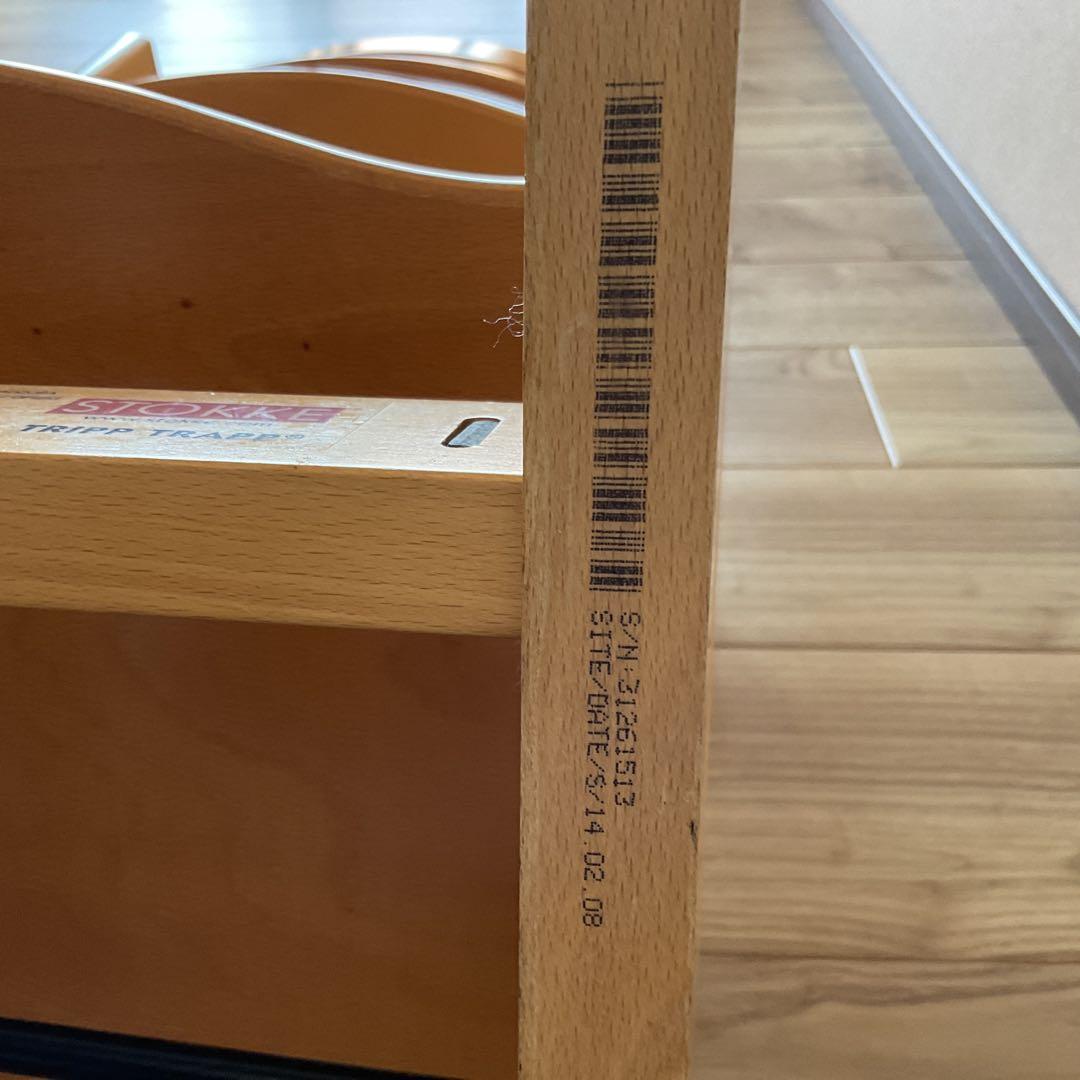 STOKKE
TRIPP TRAPP®
S/N:31261513
SITE/DATE/S/14.02.08